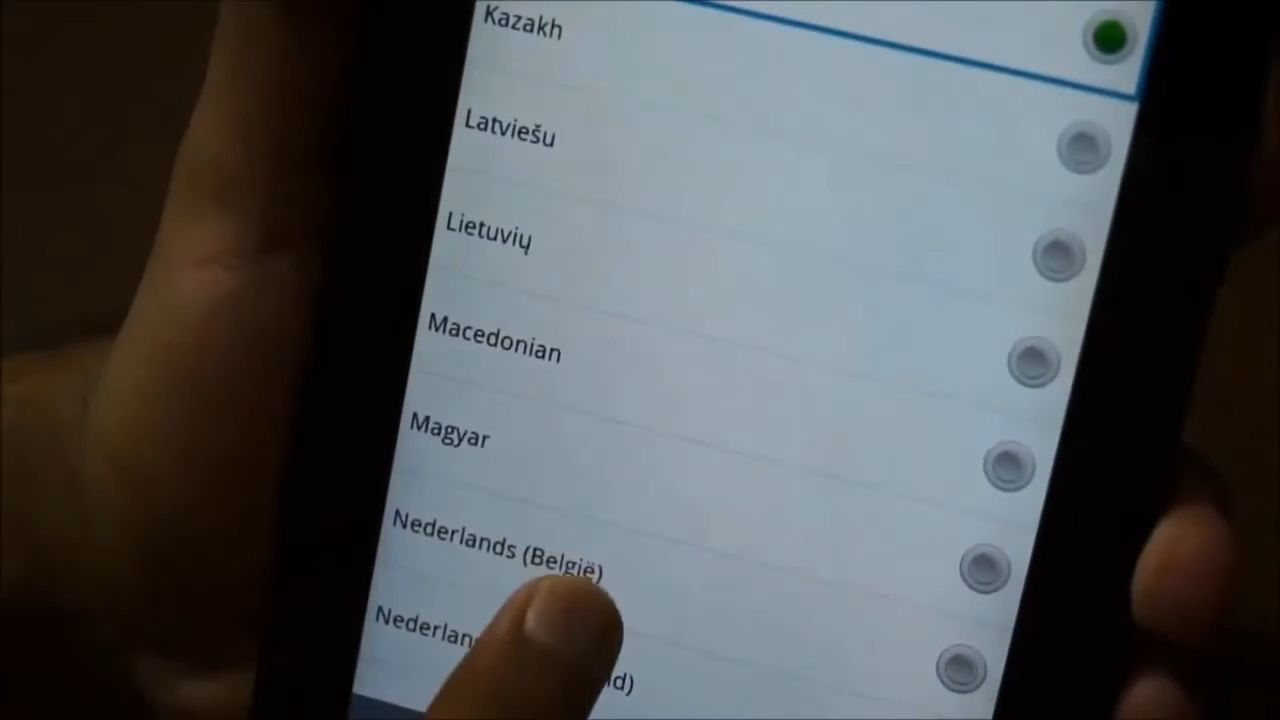 Kazakh
Latviešu
Lietuvių
Macedonian
Magyar
Nederlands (België)